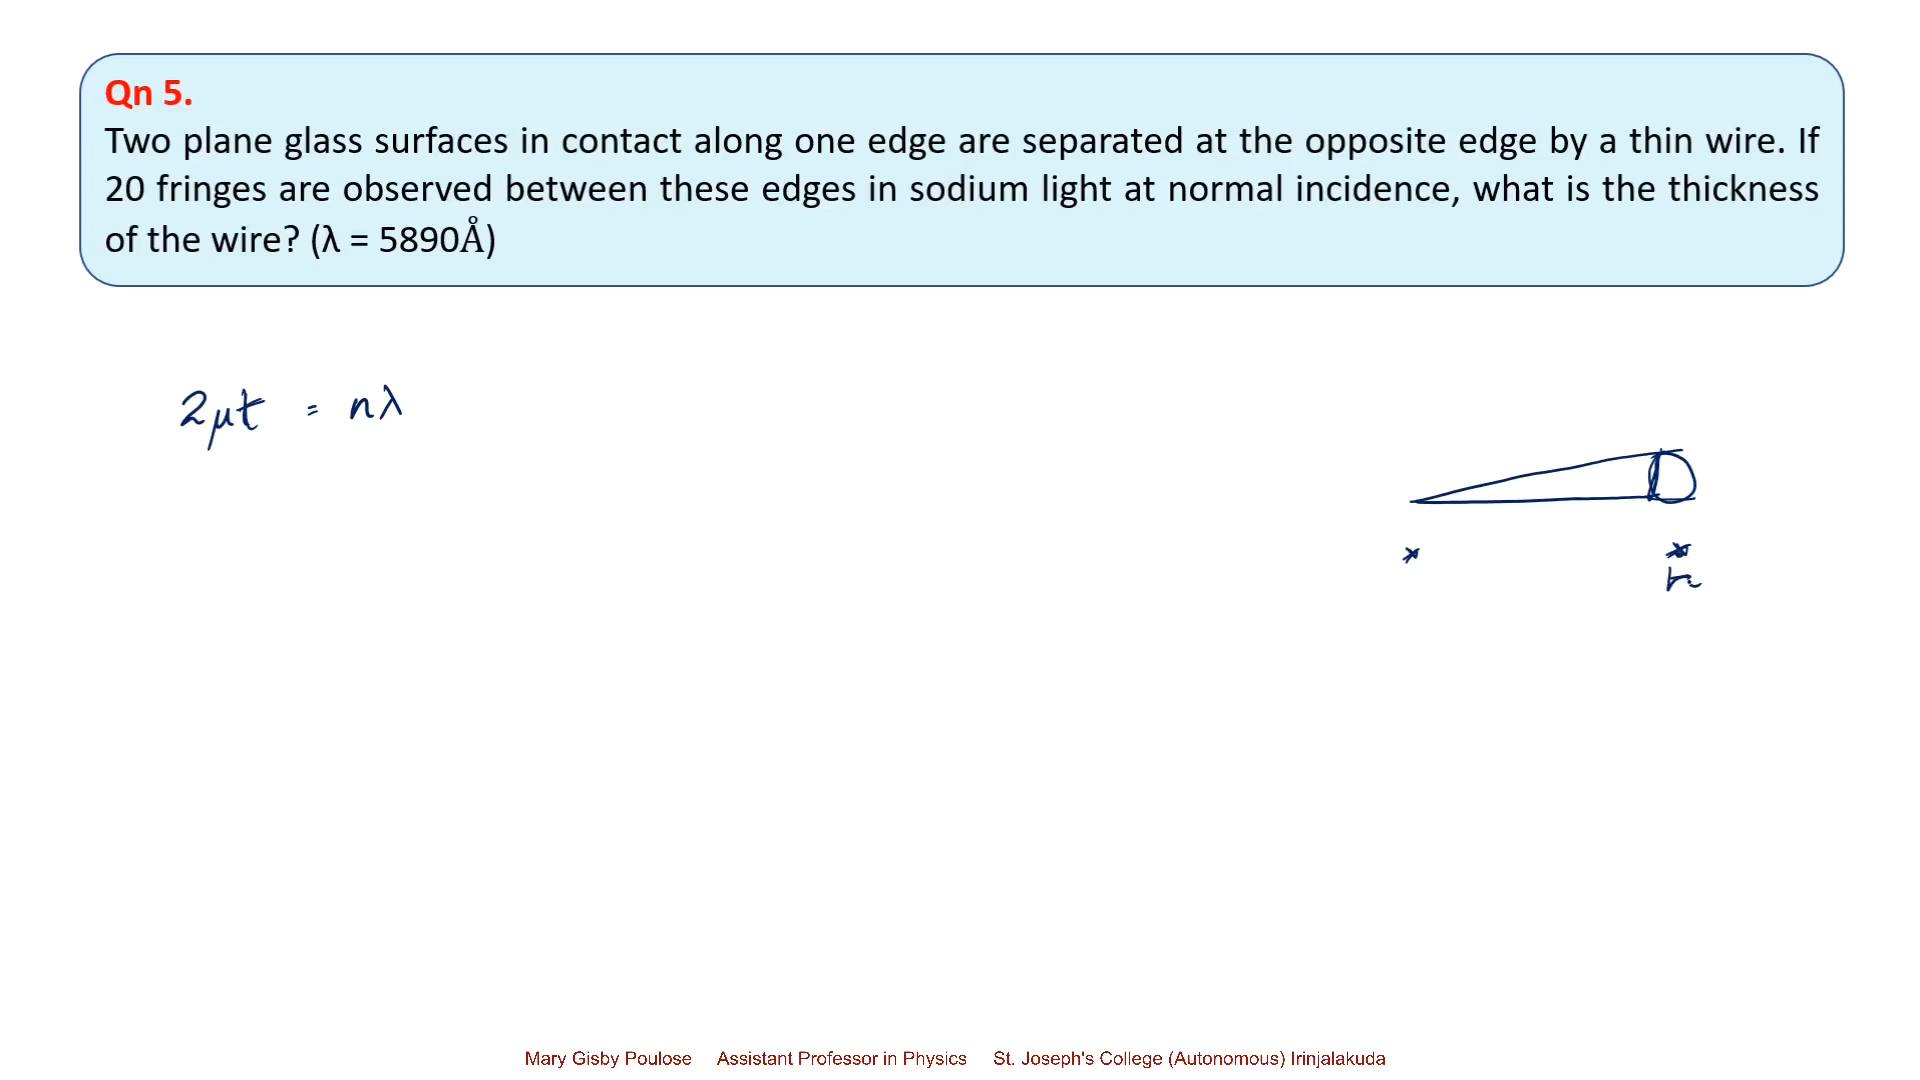 Qn 5.
Two plane glass surfaces in contact along one edge are separated at the opposite edge by a thin wire. If
20 fringes are observed between these edges in sodium light at normal incidence, what is the thickness
of the wire? (λ = 5890Å)
2μt = nλ
n
Mary Gisby Poulose Assistant Professor in Physics St. Joseph's College (Autonomous) Irinjalakuda